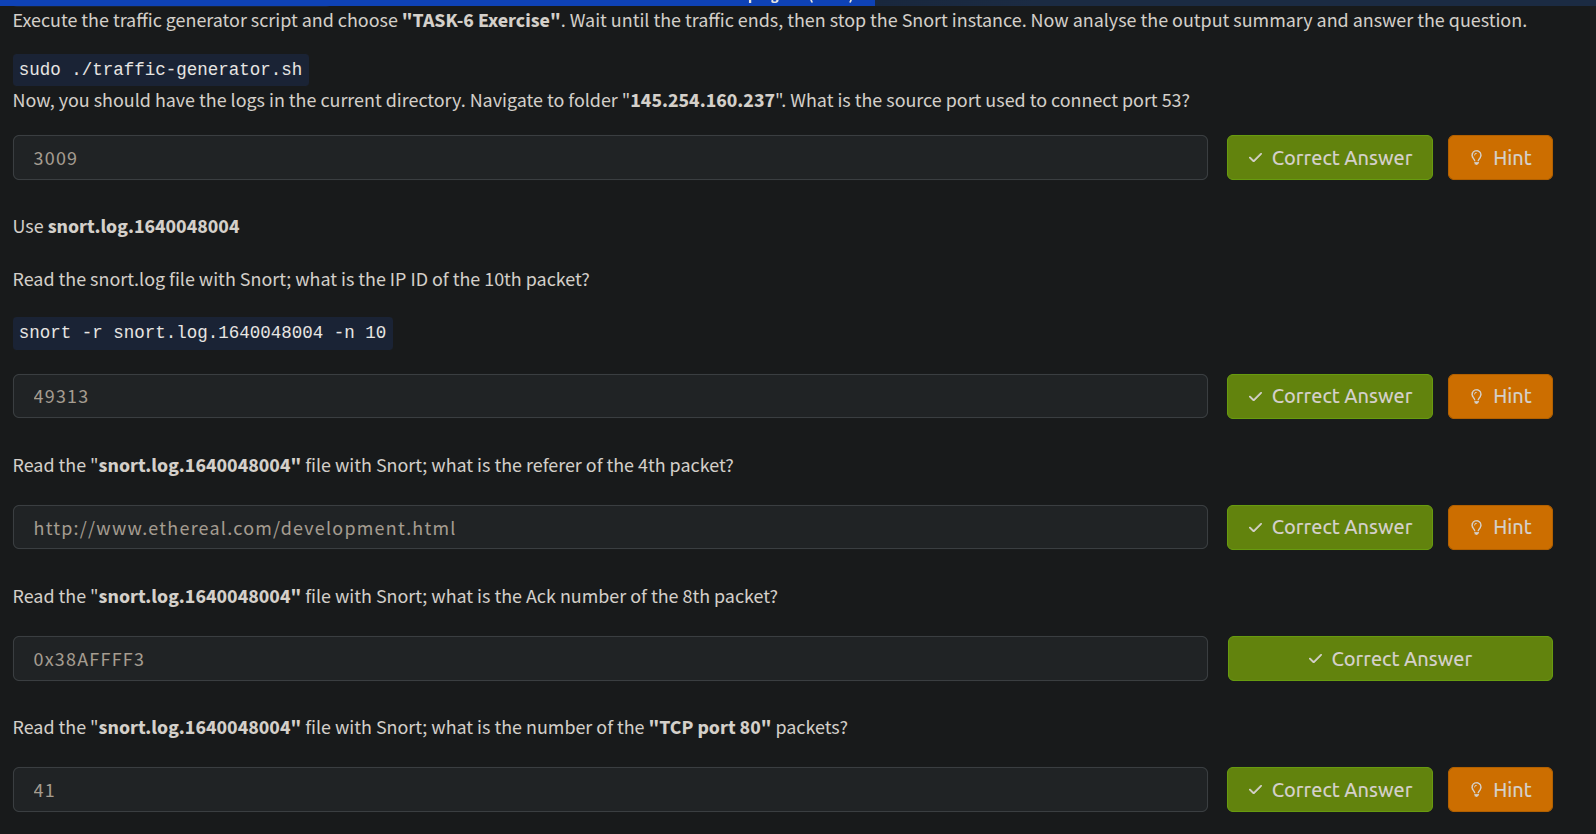 Execute the traffic generator script and choose "TASK-6 Exercise". Wait until the traffic ends, then stop the Snort instance. Now analyse the output summary and answer the question.
sudo ./traffic-generator.sh
Now, you should have the logs in the current directory. Navigate to folder "145.254.160.237". What is the source port used to connect port 53?
3009
Correct Answer
Hint
Use snort.log.1640048004
Read the snort.log file with Snort; what is the IP ID of the 10th packet?
snort -r snort.log.1640048004 -n 10
49313
Correct Answer
Hint
Read the "snort.log.1640048004" file with Snort; what is the referer of the 4th packet?
http://www.ethereal.com/development.html
Correct Answer
Hint
Read the "snort.log.1640048004" file with Snort; what is the Ack number of the 8th packet?
0x38AFFFF3
Correct Answer
Read the "snort.log.1640048004" file with Snort; what is the number of the "TCP port 80" packets?
41
Correct Answer
Hint